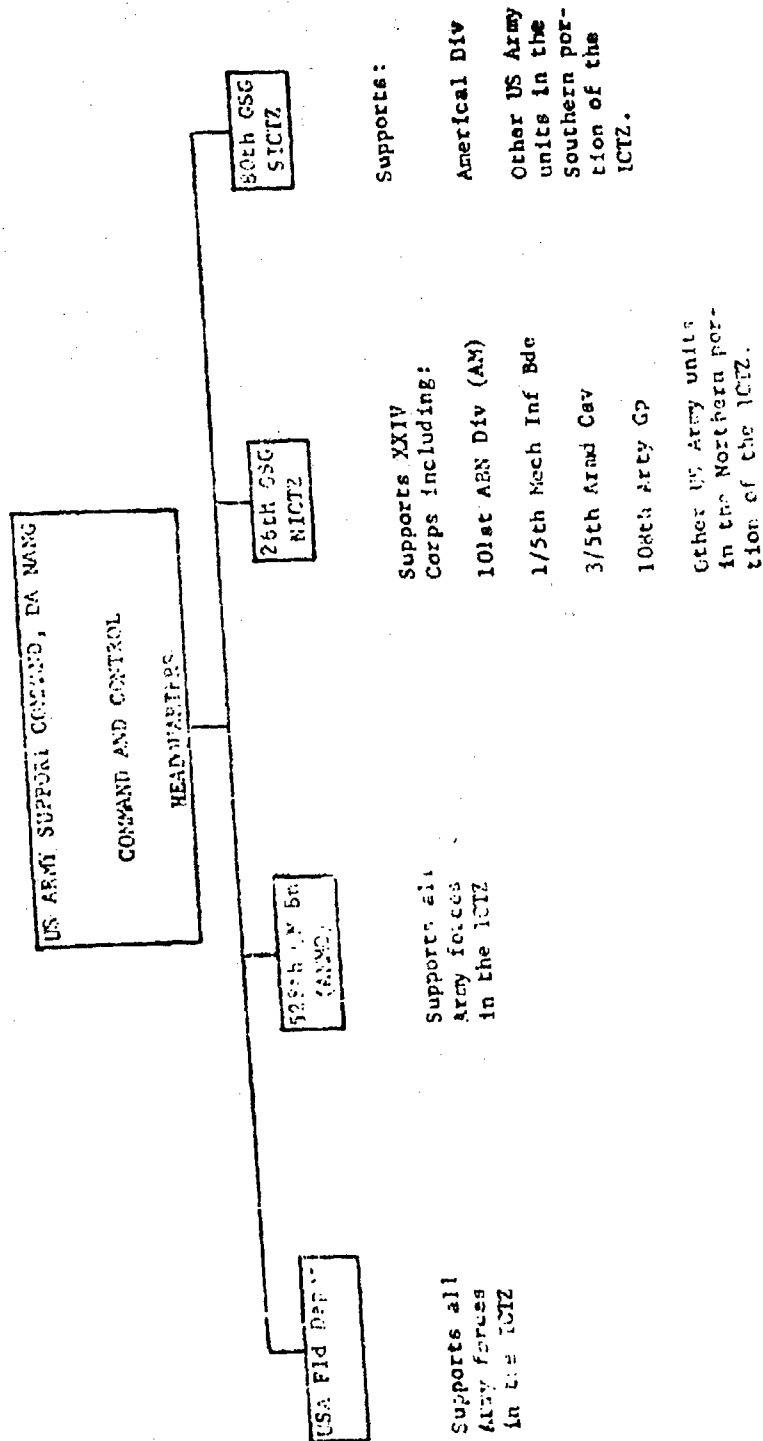 US ARMY SUPPORT COMMAND, DA NANG
COMMAND AND CONTROL
HEADQUARTERS
USA Fld
Supports all
Army forces
in the ICTZ
Bn
Supports all
Army forces
in the ICTZ
26th GSG
NICTZ
Supports XXIV
Corps including:
101st ABN Div (AM)
1/5th Mech Inf Bde
3/5th Armd Cav
108th Arty Gp
Other US Army units
in the Northern por-
tion of the ICTZ.
80th GSG
SICTZ
Supports:
Americal Div
Other US Army
units in the
Southern por-
tion of the
ICTZ.